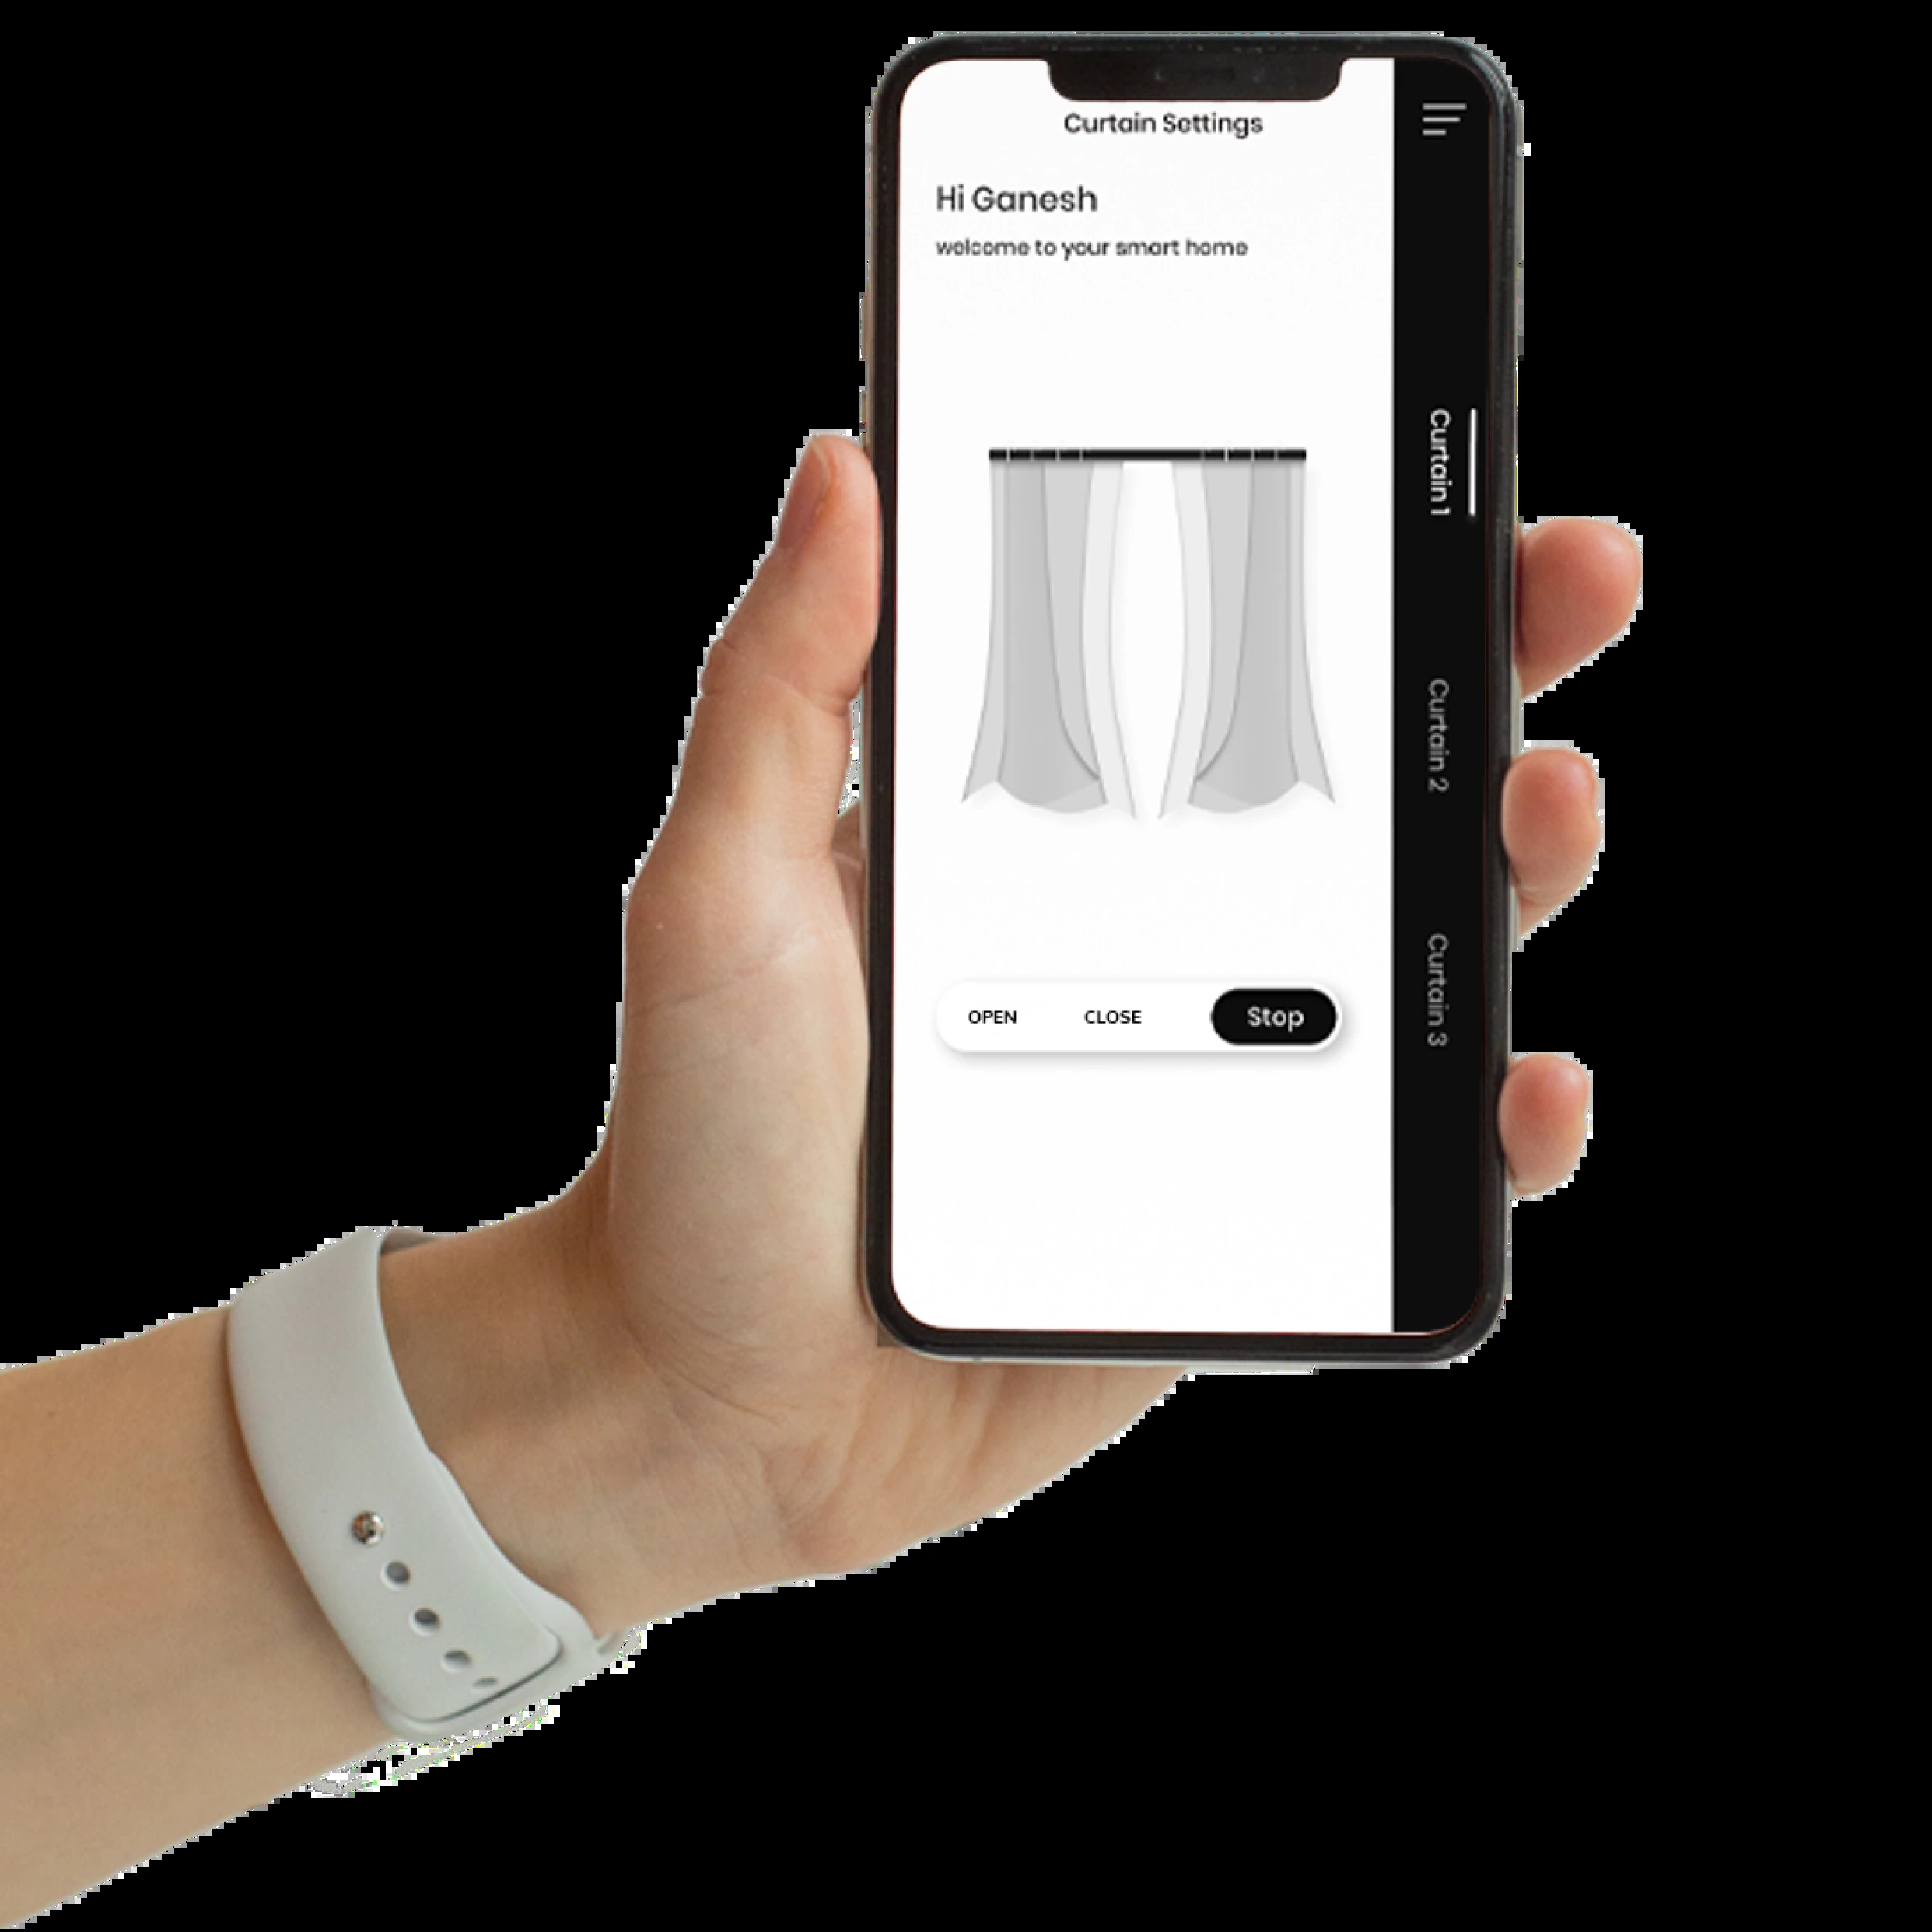 Curtain Settings
Hi Ganesh
welcome to your smart home
Curtain 1
Curtain 2
Curtain 3
OPEN CLOSE Stop